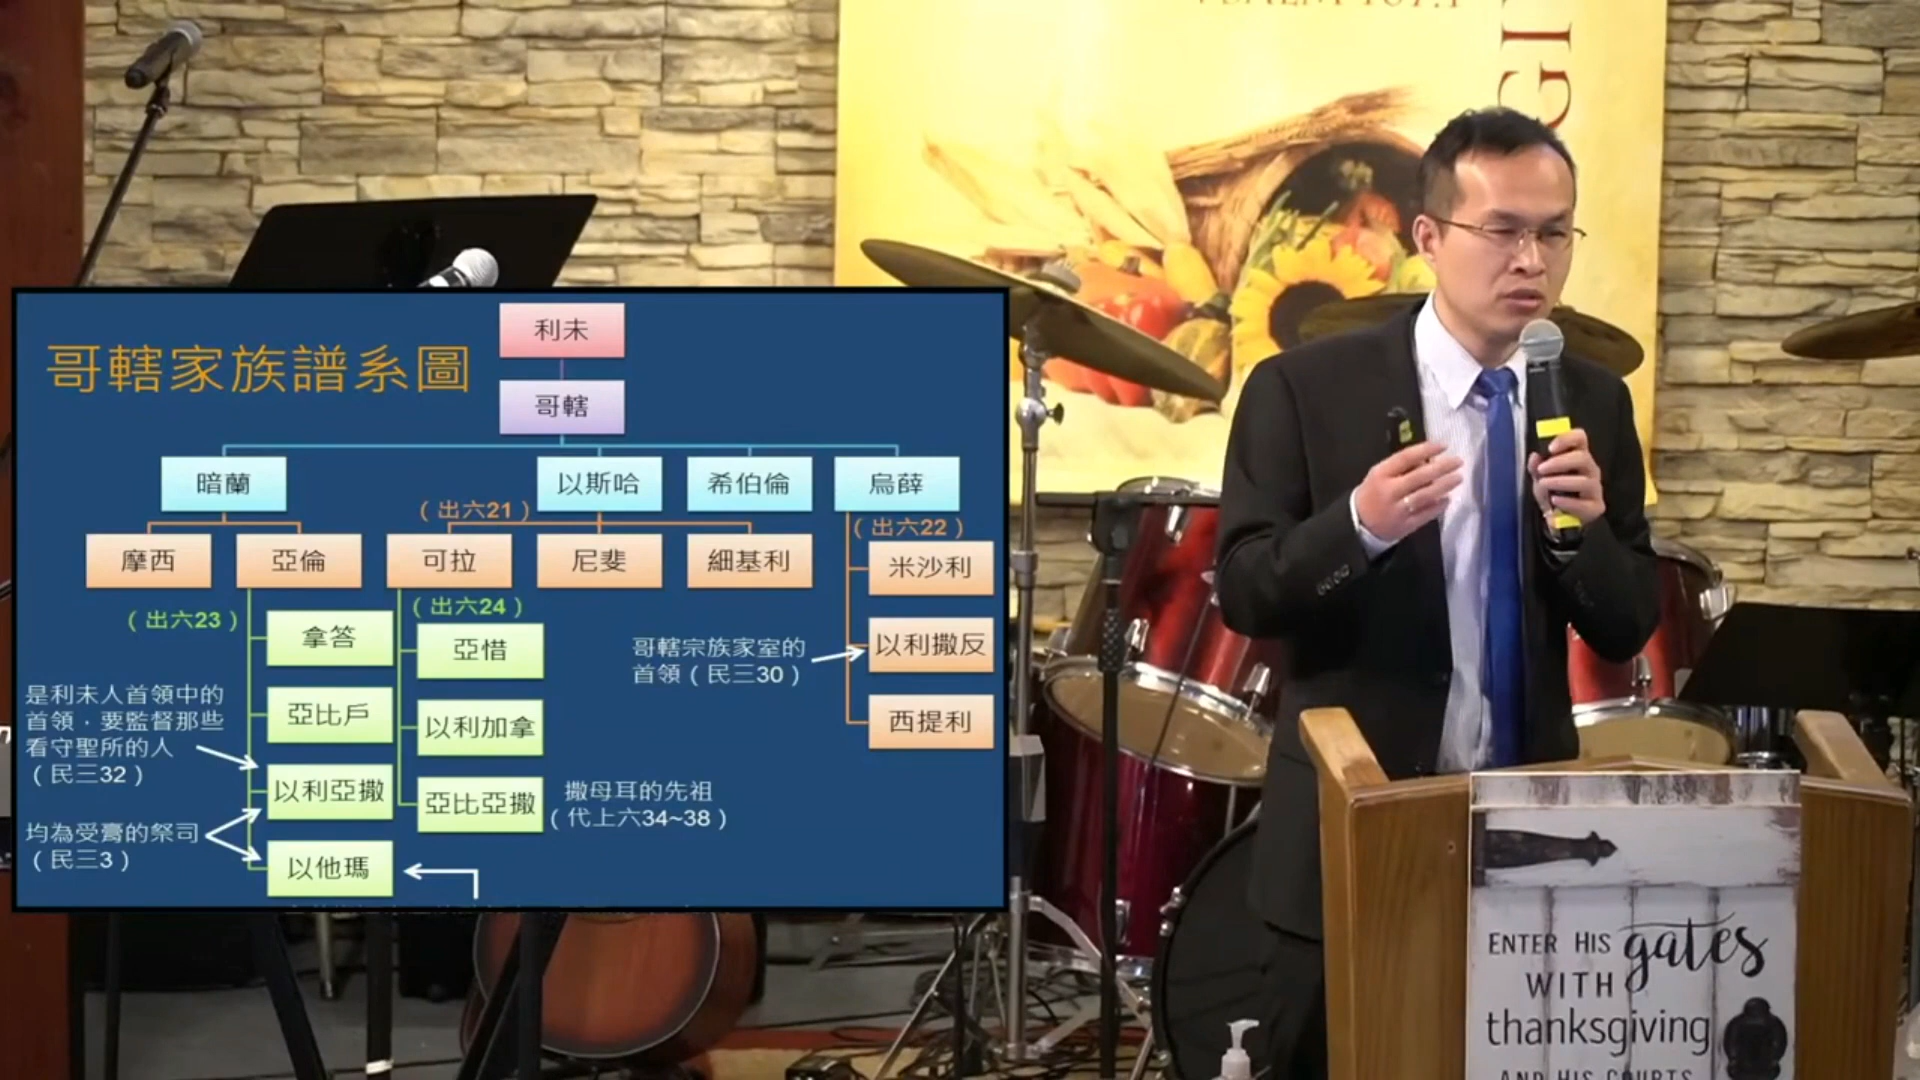 PSALM 107:1
GI
哥轄家族譜系圖
利未
哥轄
暗蘭
以斯哈
希伯倫
烏薛
（出六21）
（出六22）
摩西
亞倫
可拉
尼斐
細基利
米沙利
（出六23）
（出六24）
拿答
亞惜
哥轄宗族家室的
首領（民三30）
以利撒反
是利未人首領中的
首領，要監督那些
看守聖所的人
（民三32）
亞比戶
以利加拿
西提利
以利亞撒
亞比亞撒
撒母耳的先祖
（代上六34~38）
均為受膏的祭司
（民三3）
以他瑪
ENTER HIS gates
WITH
thanksgiving
AND HIS COURTS